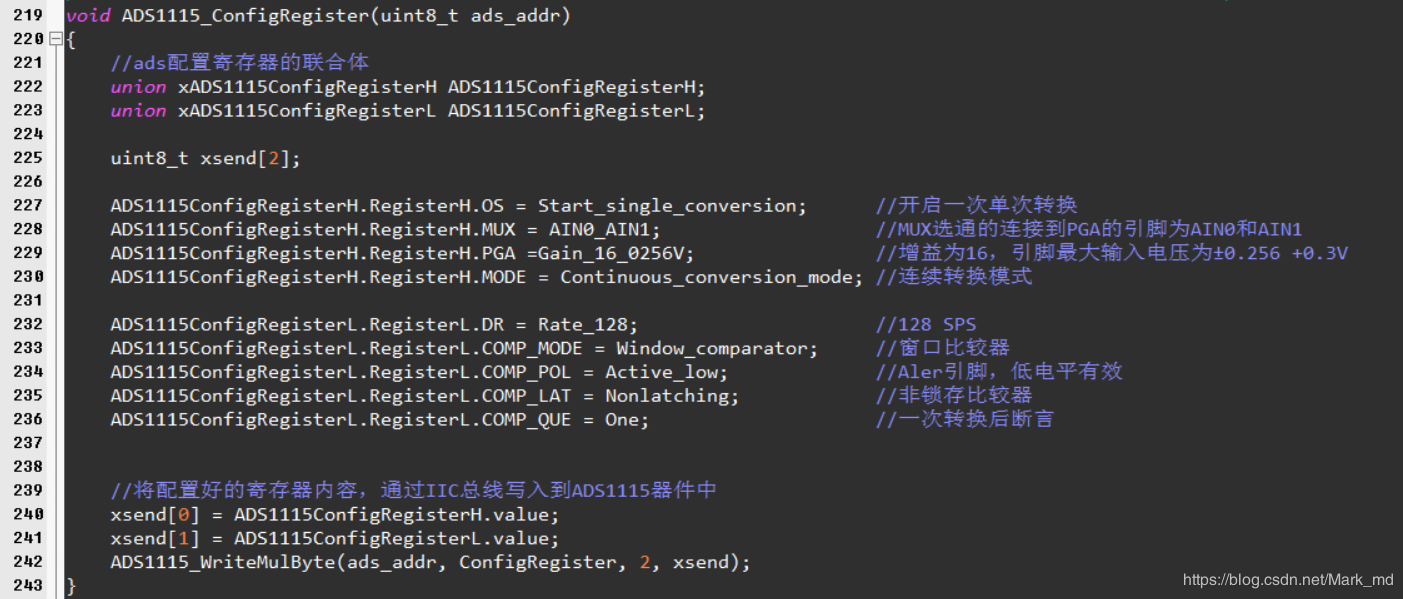 219 void ADS1115_ConfigRegister(uint8_t ads_addr)
220 {
221 //ads配置寄存器的联合体
222 union xADS1115ConfigRegisterH ADS1115ConfigRegisterH;
223 union xADS1115ConfigRegisterL ADS1115ConfigRegisterL;
224
225 uint8_t xsend[2];
226
227 ADS1115ConfigRegisterH.RegisterH.OS = Start_single_conversion; //开启一次单次转换
228 ADS1115ConfigRegisterH.RegisterH.MUX = AIN0_AIN1; //MUX选通的连接到PGA的引脚为AIN0和AIN1
229 ADS1115ConfigRegisterH.RegisterH.PGA =Gain_16_0256V; //增益为16，引脚最大输入电压为±0.256 +0.3V
230 ADS1115ConfigRegisterH.RegisterH.MODE = Continuous_conversion_mode; //连续转换模式
231
232 ADS1115ConfigRegisterL.RegisterL.DR = Rate_128; //128 SPS
233 ADS1115ConfigRegisterL.RegisterL.COMP_MODE = Window_comparator; //窗口比较器
234 ADS1115ConfigRegisterL.RegisterL.COMP_POL = Active_low; //Aler引脚，低电平有效
235 ADS1115ConfigRegisterL.RegisterL.COMP_LAT = Nonlatching; //非锁存比较器
236 ADS1115ConfigRegisterL.RegisterL.COMP_QUE = One; //一次转换后断言
237
238
239 //将配置好的寄存器内容，通过IIC总线写入到ADS1115器件中
240 xsend[0] = ADS1115ConfigRegisterH.value;
241 xsend[1] = ADS1115ConfigRegisterL.value;
242 ADS1115_WriteMulByte(ads_addr, ConfigRegister, 2, xsend);
243 }
https://blog.csdn.net/Mark_md